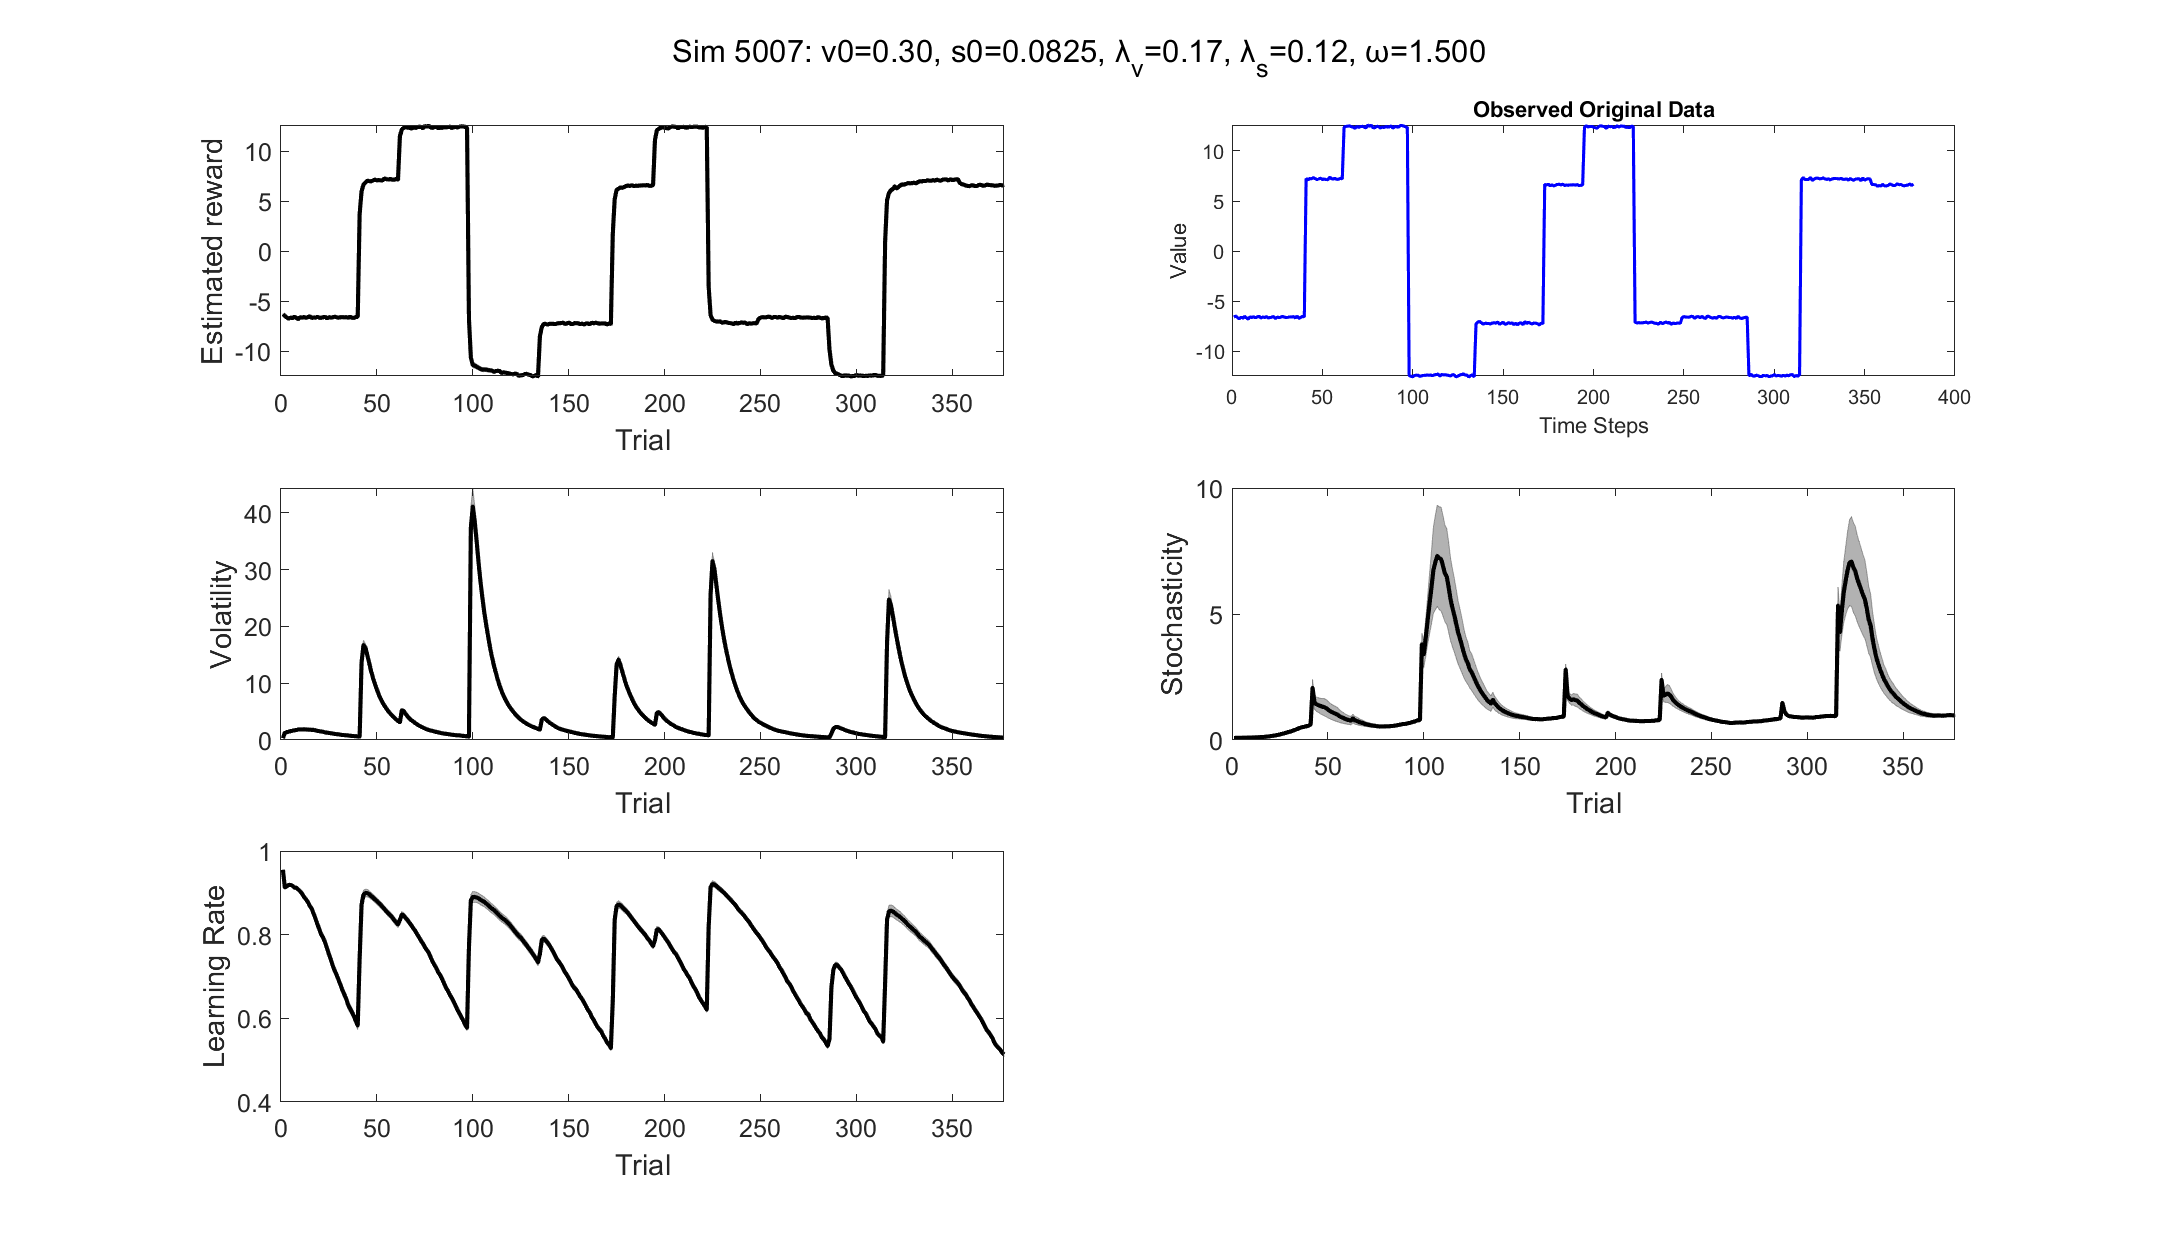 Sim 5007: v0=0.30, s0=0.0825, λv=0.17, λs=0.12, ω=1.500
Estimated reward
10
5
0
-5
-10
0 50 100 150 200 250 300 350
Trial
Observed Original Data
Value
10
5
0
-5
-10
0 50 100 150 200 250 300 350 400
Time Steps
Volatility
40
30
20
10
0
0 50 100 150 200 250 300 350
Trial
Stochasticity
10
5
0
0 50 100 150 200 250 300 350
Trial
Learning Rate
1
0.8
0.6
0.4
0 50 100 150 200 250 300 350
Trial